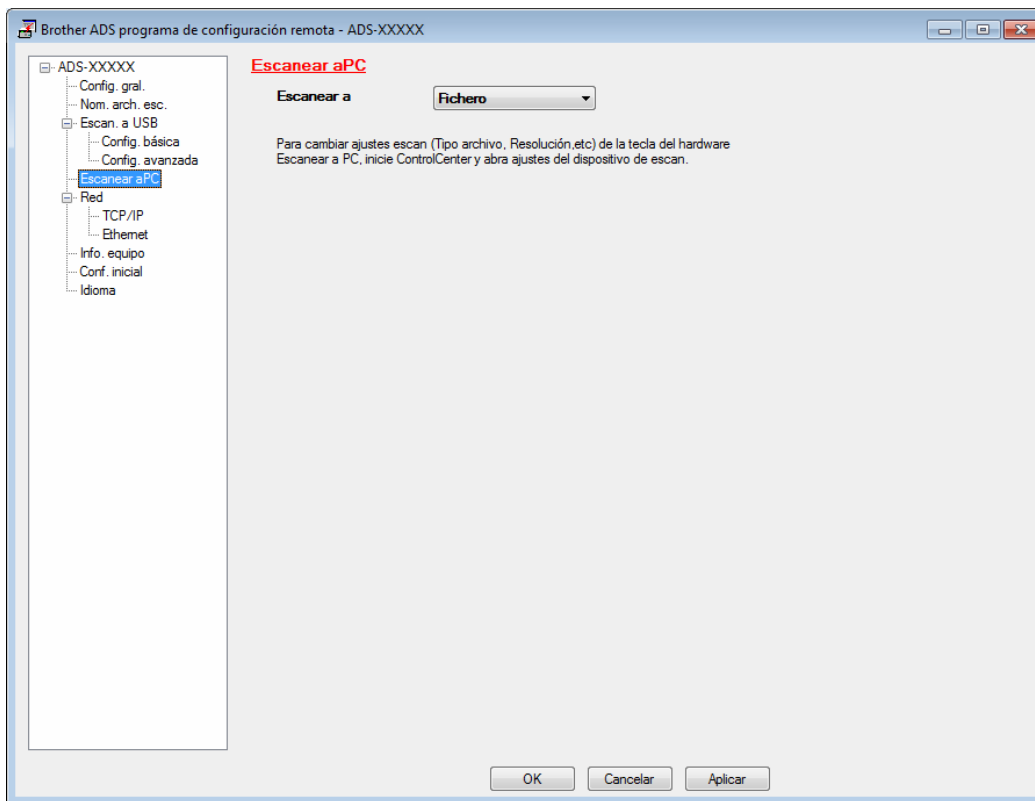 Brother ADS programa de configuración remota - ADS-XXXXX
ADS-XXXXX
Config. gral.
Nom. arch. esc.
Escan. a USB
Config. básica
Config. avanzada
Escanear aPC
Red
TCP/IP
Ethernet
Info. equipo
Conf. inicial
Idioma
Escanear aPC
Escanear a
Fichero
Para cambiar ajustes escan (Tipo archivo, Resolución,etc) de la tecla del hardware
Escanear a PC, inicie ControlCenter y abra ajustes del dispositivo de escan.
OK
Cancelar
Aplicar